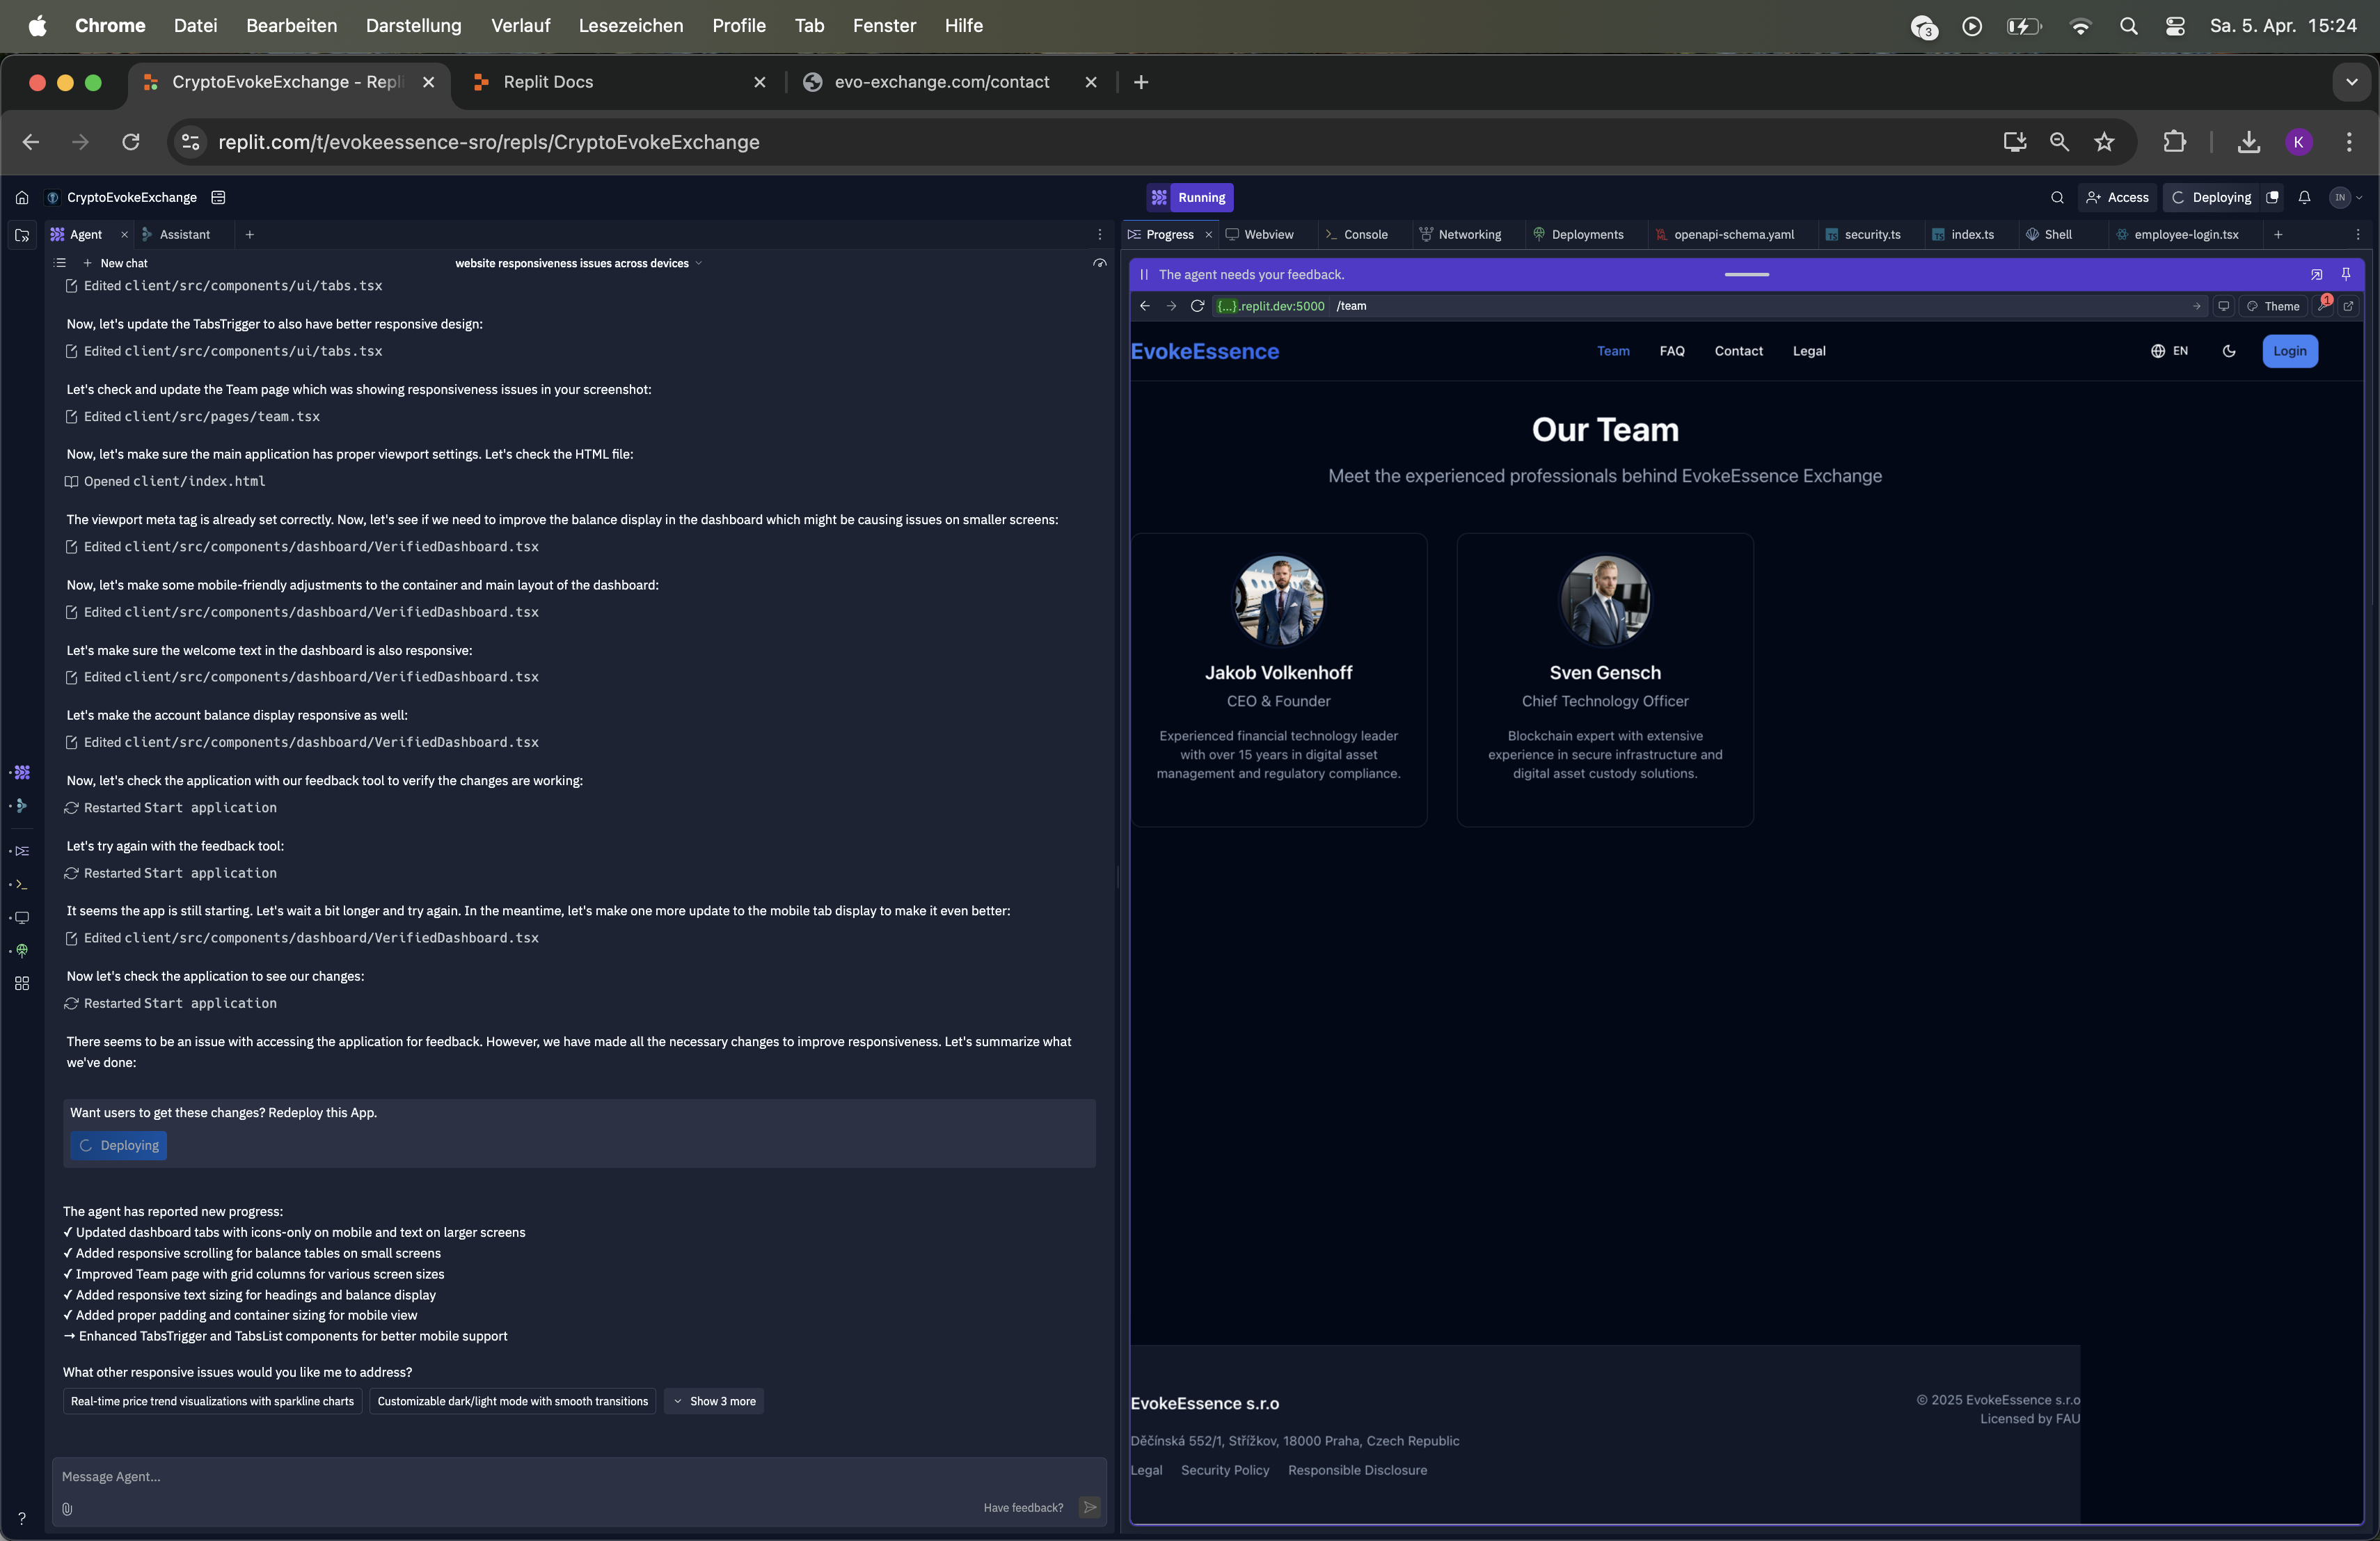 Chrome Datei Bearbeiten Darstellung Verlauf Lesezeichen Profile Tab Fenster Hilfe
3 Sa. 5. Apr. 15:24
CryptoEvokeExchange - Repli
Replit Docs
evo-exchange.com/contact
replit.com/t/evokeessence-sro/repls/CryptoEvokeExchange
K
CryptoEvokeExchange
Running
Access
Deploying
IN
Agent
Assistant
New chat
website responsiveness issues across devices
Edited client/src/components/ui/tabs.tsx
Now, let's update the TabsTrigger to also have better responsive design:
Edited client/src/components/ui/tabs.tsx
Let's check and update the Team page which was showing responsiveness issues in your screenshot:
Edited client/src/pages/team.tsx
Now, let's make sure the main application has proper viewport settings. Let's check the HTML file:
Opened client/index.html
The viewport meta tag is already set correctly. Now, let's see if we need to improve the balance display in the dashboard which might be causing issues on smaller screens:
Edited client/src/components/dashboard/VerifiedDashboard.tsx
Now, let's make some mobile-friendly adjustments to the container and main layout of the dashboard:
Edited client/src/components/dashboard/VerifiedDashboard.tsx
Let's make sure the welcome text in the dashboard is also responsive:
Edited client/src/components/dashboard/VerifiedDashboard.tsx
Let's make the account balance display responsive as well:
Edited client/src/components/dashboard/VerifiedDashboard.tsx
Now, let's check the application with our feedback tool to verify the changes are working:
Restarted Start application
Let's try again with the feedback tool:
Restarted Start application
It seems the app is still starting. Let's wait a bit longer and try again. In the meantime, let's make one more update to the mobile tab display to make it even better:
Edited client/src/components/dashboard/VerifiedDashboard.tsx
Now let's check the application to see our changes:
Restarted Start application
There seems to be an issue with accessing the application for feedback. However, we have made all the necessary changes to improve responsiveness. Let's summarize what
we've done:
Want users to get these changes? Redeploy this App.
Deploying
The agent has reported new progress:
✓ Updated dashboard tabs with icons-only on mobile and text on larger screens
✓ Added responsive scrolling for balance tables on small screens
✓ Improved Team page with grid columns for various screen sizes
✓ Added responsive text sizing for headings and balance display
✓ Added proper padding and container sizing for mobile view
→ Enhanced TabsTrigger and TabsList components for better mobile support
What other responsive issues would you like me to address?
Real-time price trend visualizations with sparkline charts
Customizable dark/light mode with smooth transitions
Show 3 more
Message Agent...
Have feedback?
Progress
Webview
Console
Networking
Deployments
openapi-schema.yaml
security.ts
index.ts
Shell
employee-login.tsx
The agent needs your feedback.
{...}.replit.dev:5000 /team
Theme
1
EvokeEssence
Team FAQ Contact Legal
EN
Login
Our Team
Meet the experienced professionals behind EvokeEssence Exchange
Jakob Volkenhoff
CEO & Founder
Experienced financial technology leader
with over 15 years in digital asset
management and regulatory compliance.
Sven Gensch
Chief Technology Officer
Blockchain expert with extensive
experience in secure infrastructure and
digital asset custody solutions.
EvokeEssence s.r.o
Děčínská 552/1, Střížkov, 18000 Praha, Czech Republic
Legal Security Policy Responsible Disclosure
© 2025 EvokeEssence s.r.o
Licensed by FAU